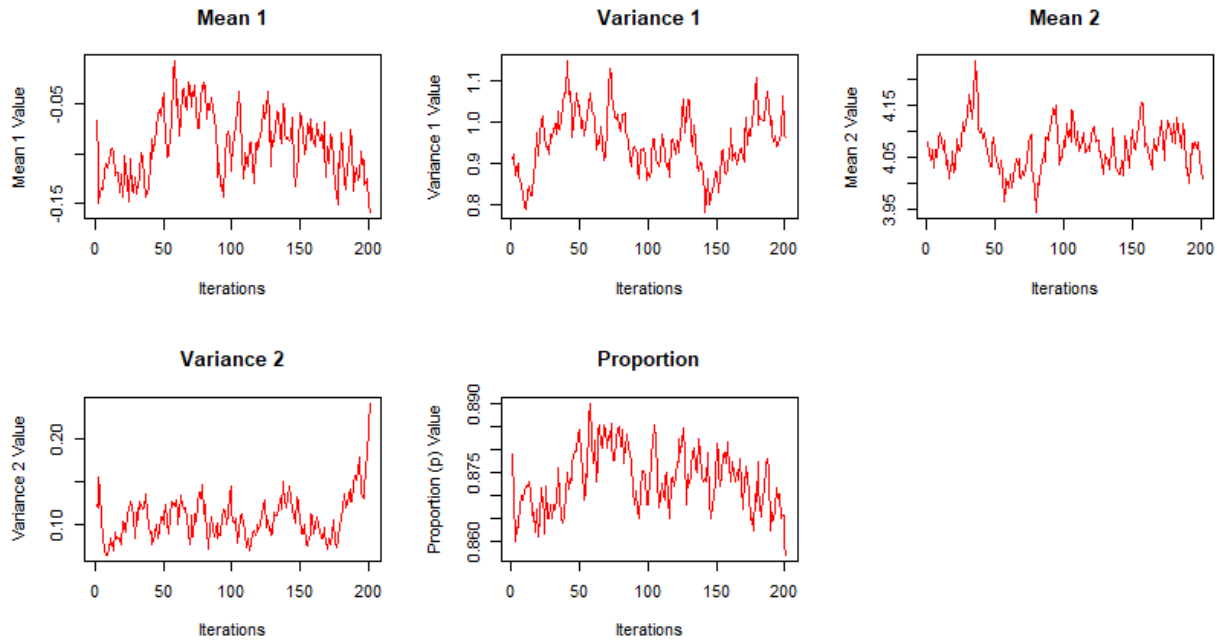 Mean 1
Mean 1 Value
-0.05
-0.15
0 50 100 150 200
Iterations
Variance 1
Variance 1 Value
1.1
1.0
0.9
0.8
0 50 100 150 200
Iterations
Mean 2
Mean 2 Value
4.15
4.05
3.95
0 50 100 150 200
Iterations
Variance 2
Variance 2 Value
0.20
0.10
0 50 100 150 200
Iterations
Proportion
Proportion (p) Value
0.890
0.875
0.860
0 50 100 150 200
Iterations